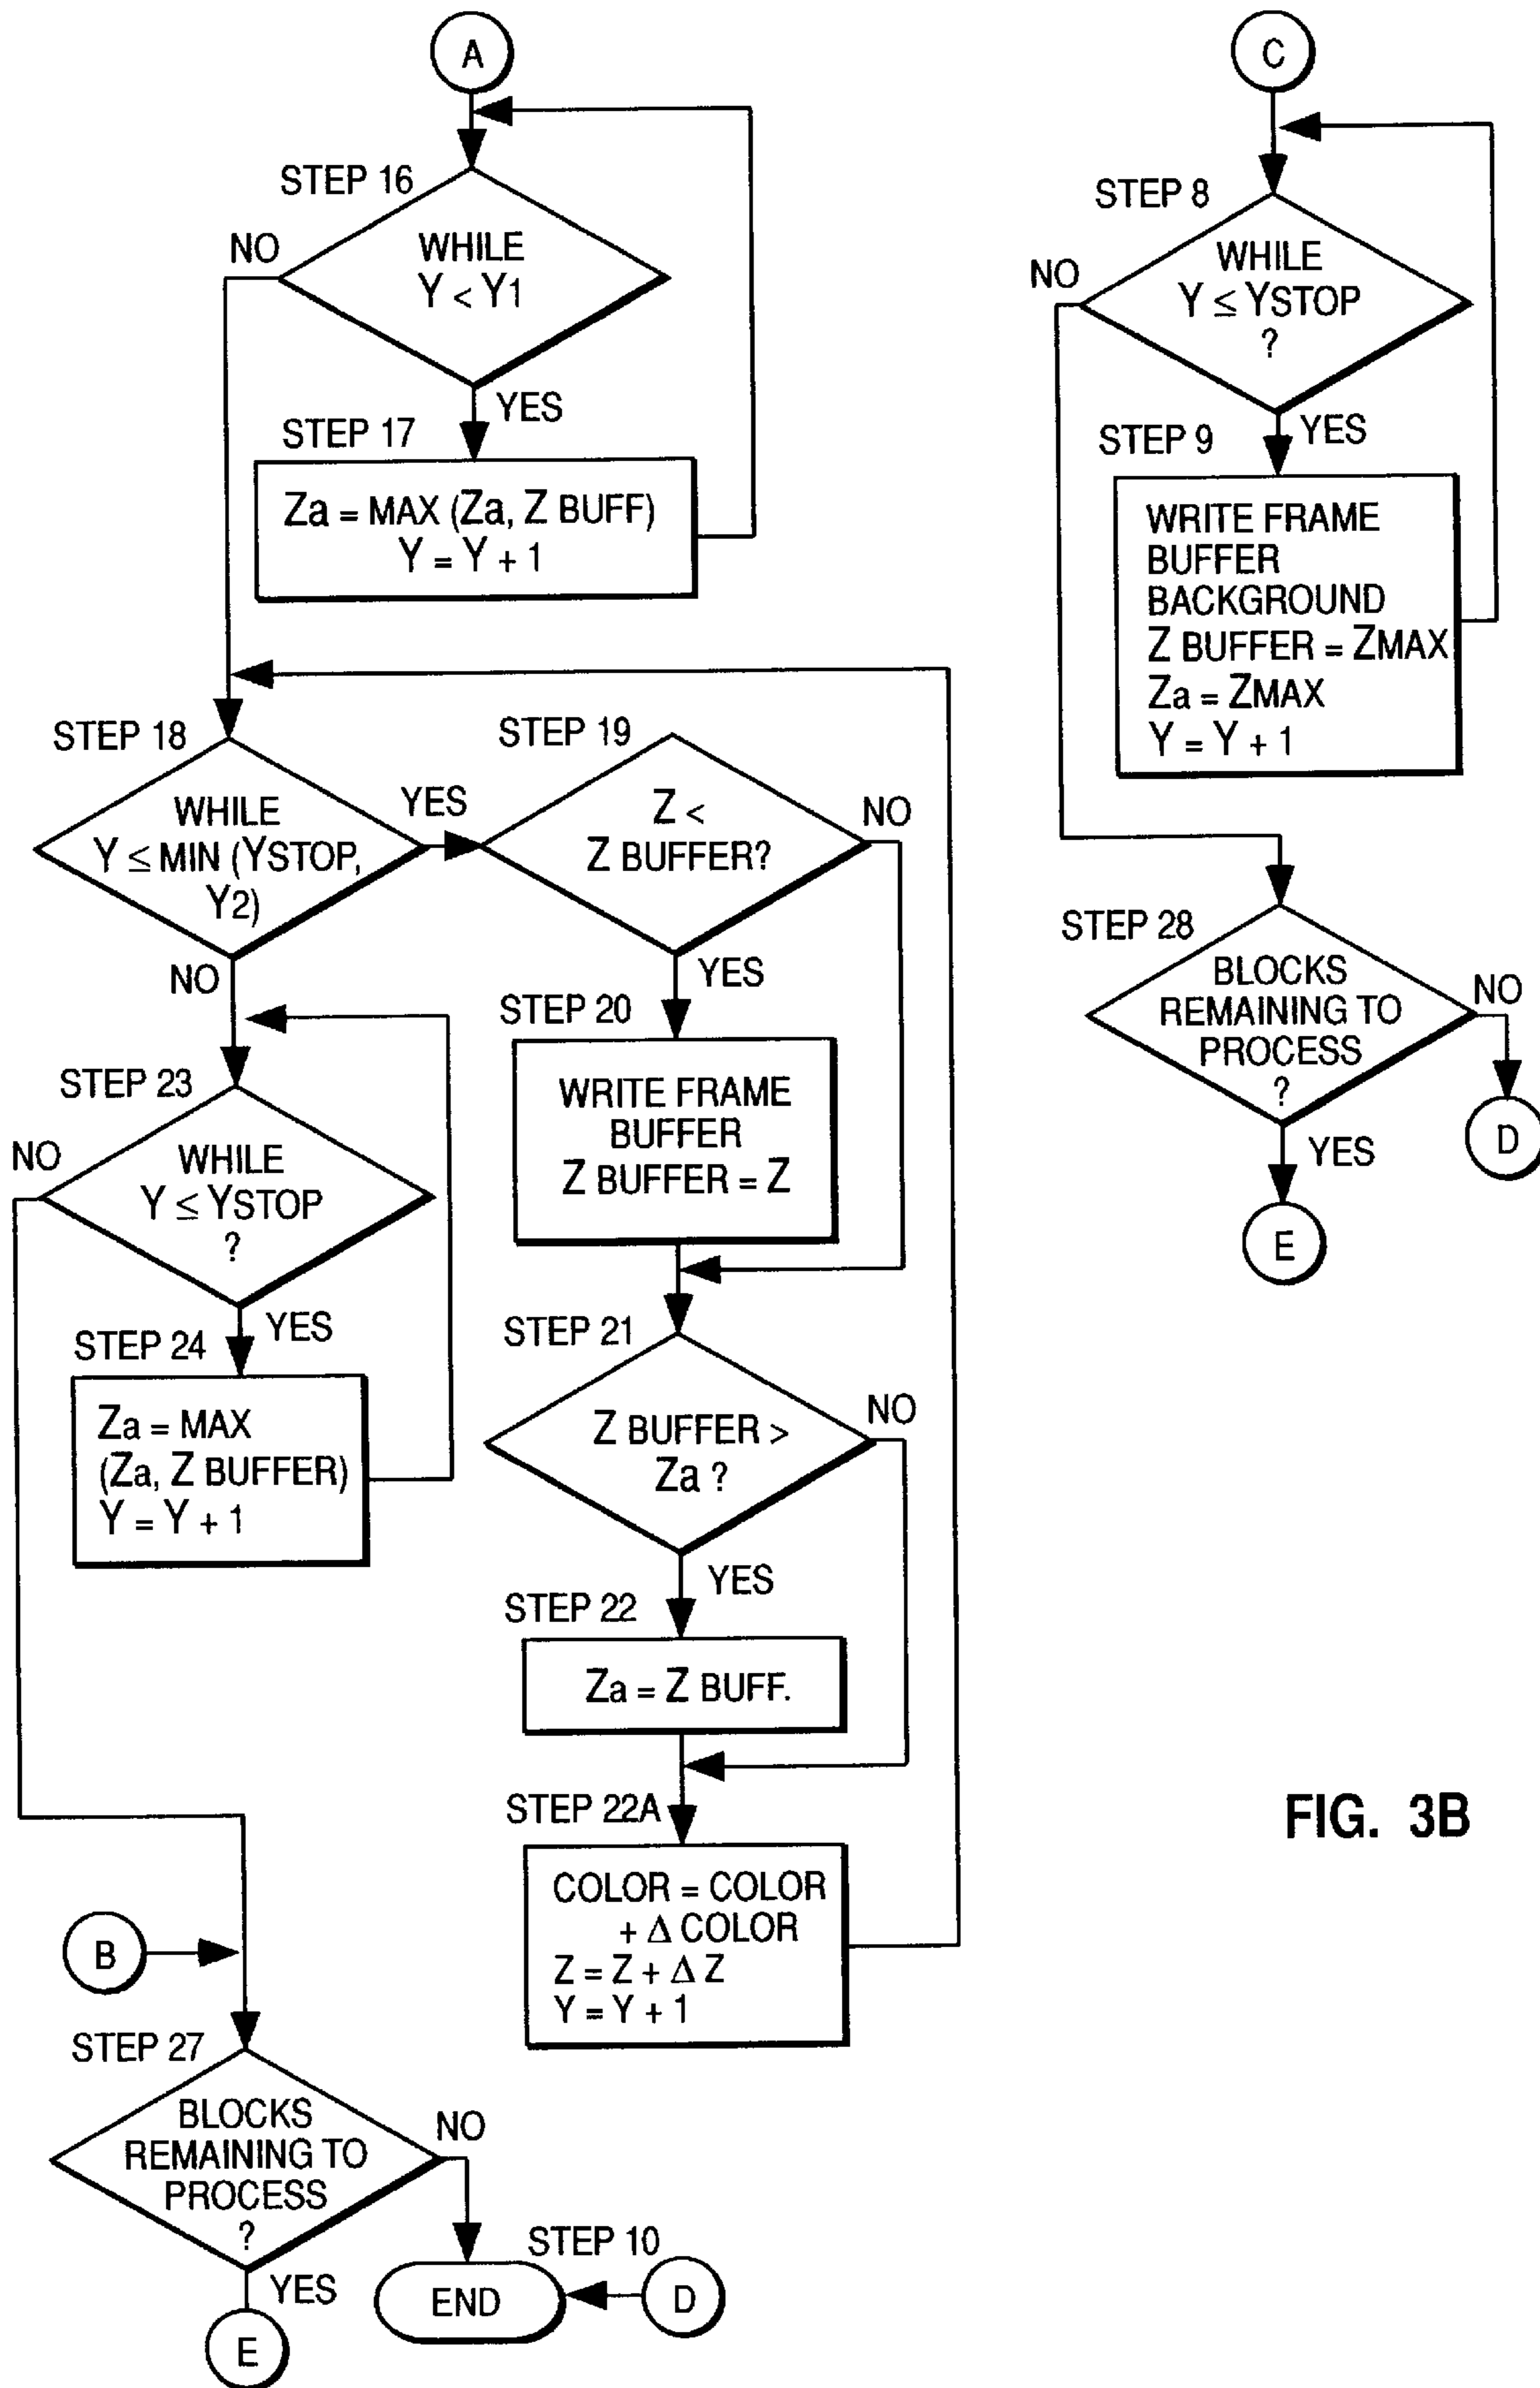 A
STEP 16
NO
WHILE
Y < Y1
YES
STEP 17
Za = MAX (Za, Z BUFF)
Y = Y + 1
STEP 18
WHILE
Y ≤ MIN (YSTOP,
Y2)
YES
NO
STEP 19
Z <
Z BUFFER?
NO
YES
STEP 20
WRITE FRAME
BUFFER
Z BUFFER = Z
STEP 23
NO
WHILE
Y ≤ YSTOP
?
YES
STEP 24
Za = MAX
(Za, Z BUFFER)
Y = Y + 1
STEP 21
Z BUFFER >
Za ?
NO
YES
STEP 22
Za = Z BUFF.
STEP 22A
COLOR = COLOR
+ Δ COLOR
Z = Z + Δ Z
Y = Y + 1
B
STEP 27
BLOCKS
REMAINING TO
PROCESS
?
NO
YES
E
STEP 10
END
D
C
STEP 8
NO
WHILE
Y ≤ YSTOP
?
YES
STEP 9
WRITE FRAME
BUFFER
BACKGROUND
Z BUFFER = ZMAX
Za = ZMAX
Y = Y + 1
STEP 28
BLOCKS
REMAINING TO
PROCESS
?
NO
D
YES
E
FIG. 3B